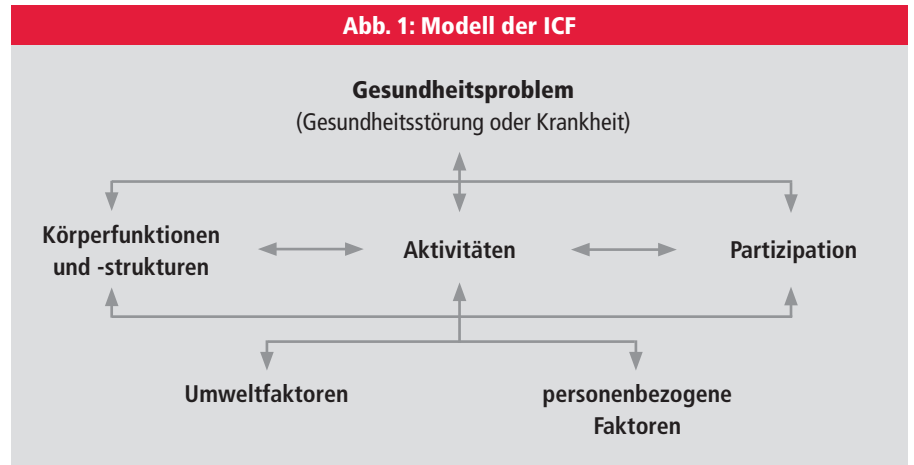 Abb. 1: Modell der ICF
Gesundheitsproblem
(Gesundheitsstörung oder Krankheit)
Körperfunktionen
und -strukturen
Aktivitäten
Partizipation
Umweltfaktoren
personenbezogene
Faktoren